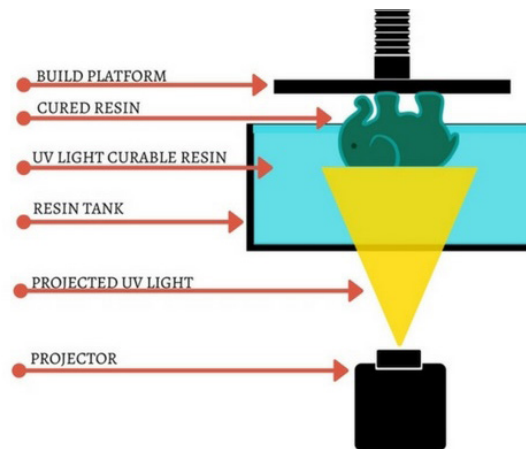 BUILD PLATFORM
CURED RESIN
UV LIGHT CURABLE RESIN
RESIN TANK
PROJECTED UV LIGHT
PROJECTOR